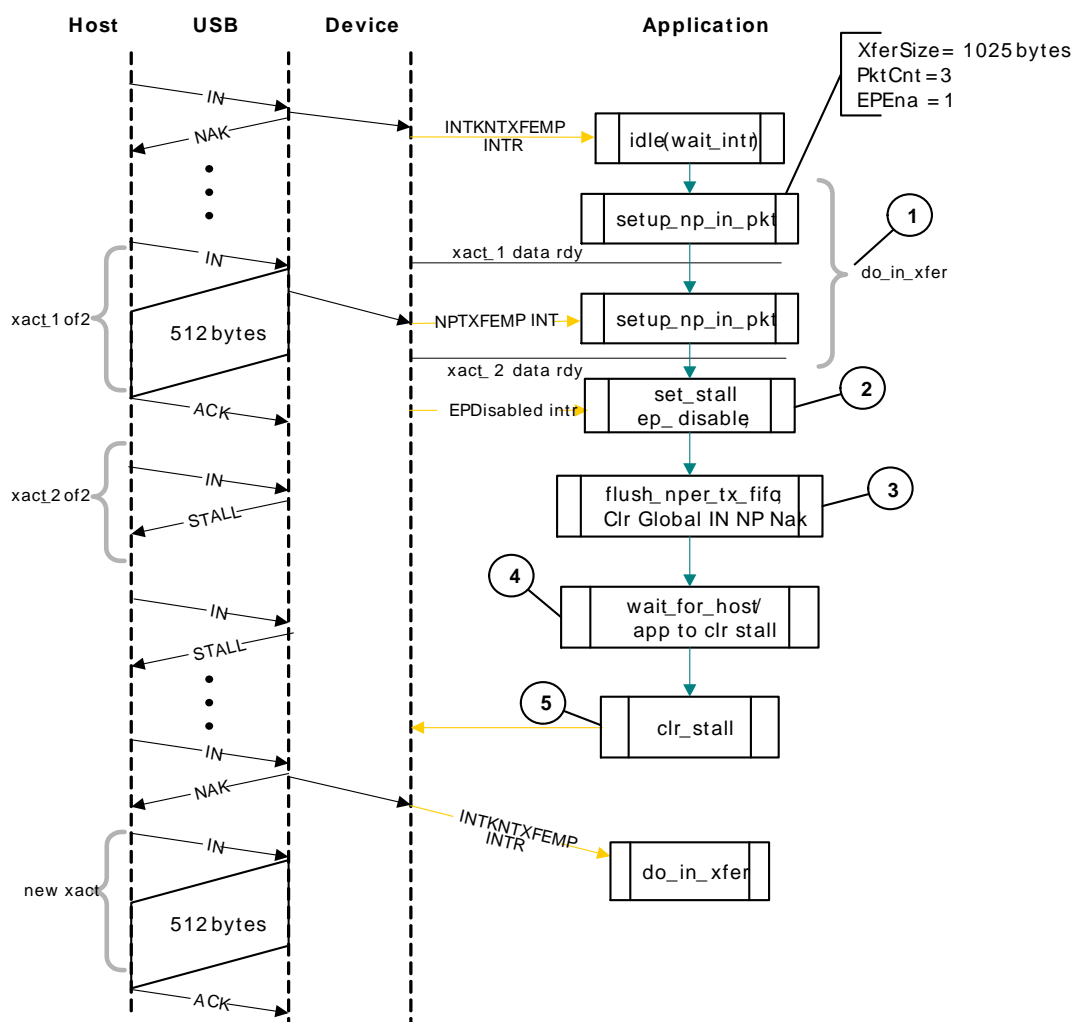 Host USB Device Application
XferSize= 1025 bytes
PktCnt=3
EPEna =1
IN
NAK
INTKNTXFEMP
INTR
idle(wait_intr)
setup_np_in_pkt
1
do_in_xfer
xact_1 data rdy
IN
xact_1 of 2
512 bytes
NPTXFEMP INT
setup_np_in_pkt
xact_2 data rdy
ACK
EPDisabled intr
set_stall
ep_disable;
2
IN
xact_2 of 2
STALL
flush_nper_tx_fifo;
Clr Global IN NP Nak
3
4
IN
wait_for_host/
app to clr stall
STALL
5
clr_stall
IN
NAK
INTKNTXFEMP
INTR
IN
do_in_xfer
new xact
512 bytes
ACK